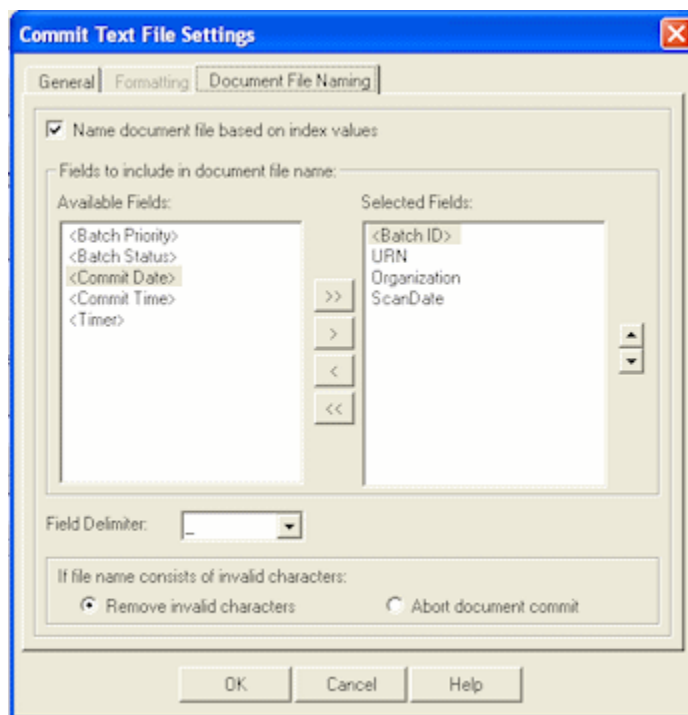 Commit Text File Settings
General Formatting Document File Naming
Name document file based on index values
Fields to include in document file name:
Available Fields:
<Batch Priority>
<Batch Status>
<Commit Date>
<Commit Time>
<Timer>
>>
>
<
<<
Selected Fields:
<Batch ID>
URN
Organization
ScanDate
Field Delimiter: _
If file name consists of invalid characters:
Remove invalid characters Abort document commit
OK Cancel Help